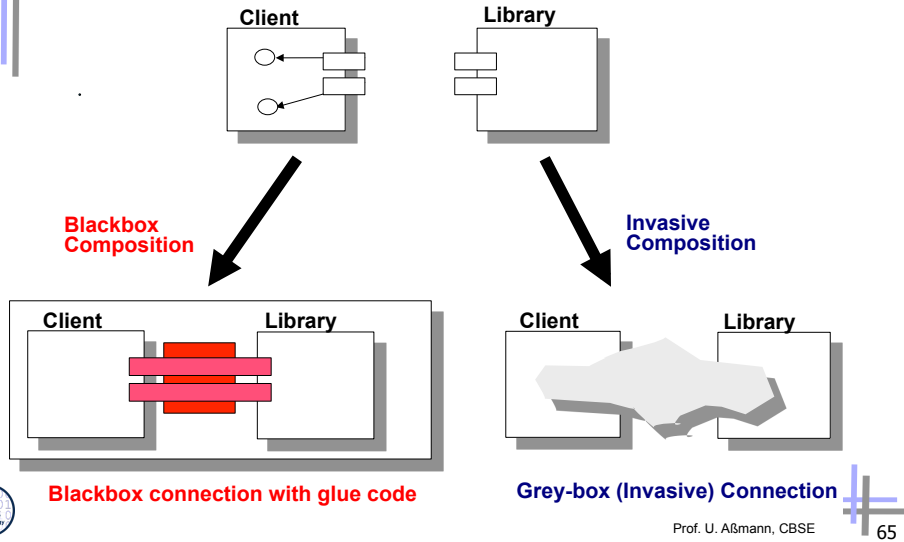 Client
Library
.
Blackbox
Composition
Invasive
Composition
Client
Library
Client
Library
Blackbox connection with glue code
Grey-box (Invasive) Connection
Prof. U. Aßmann, CBSE
65